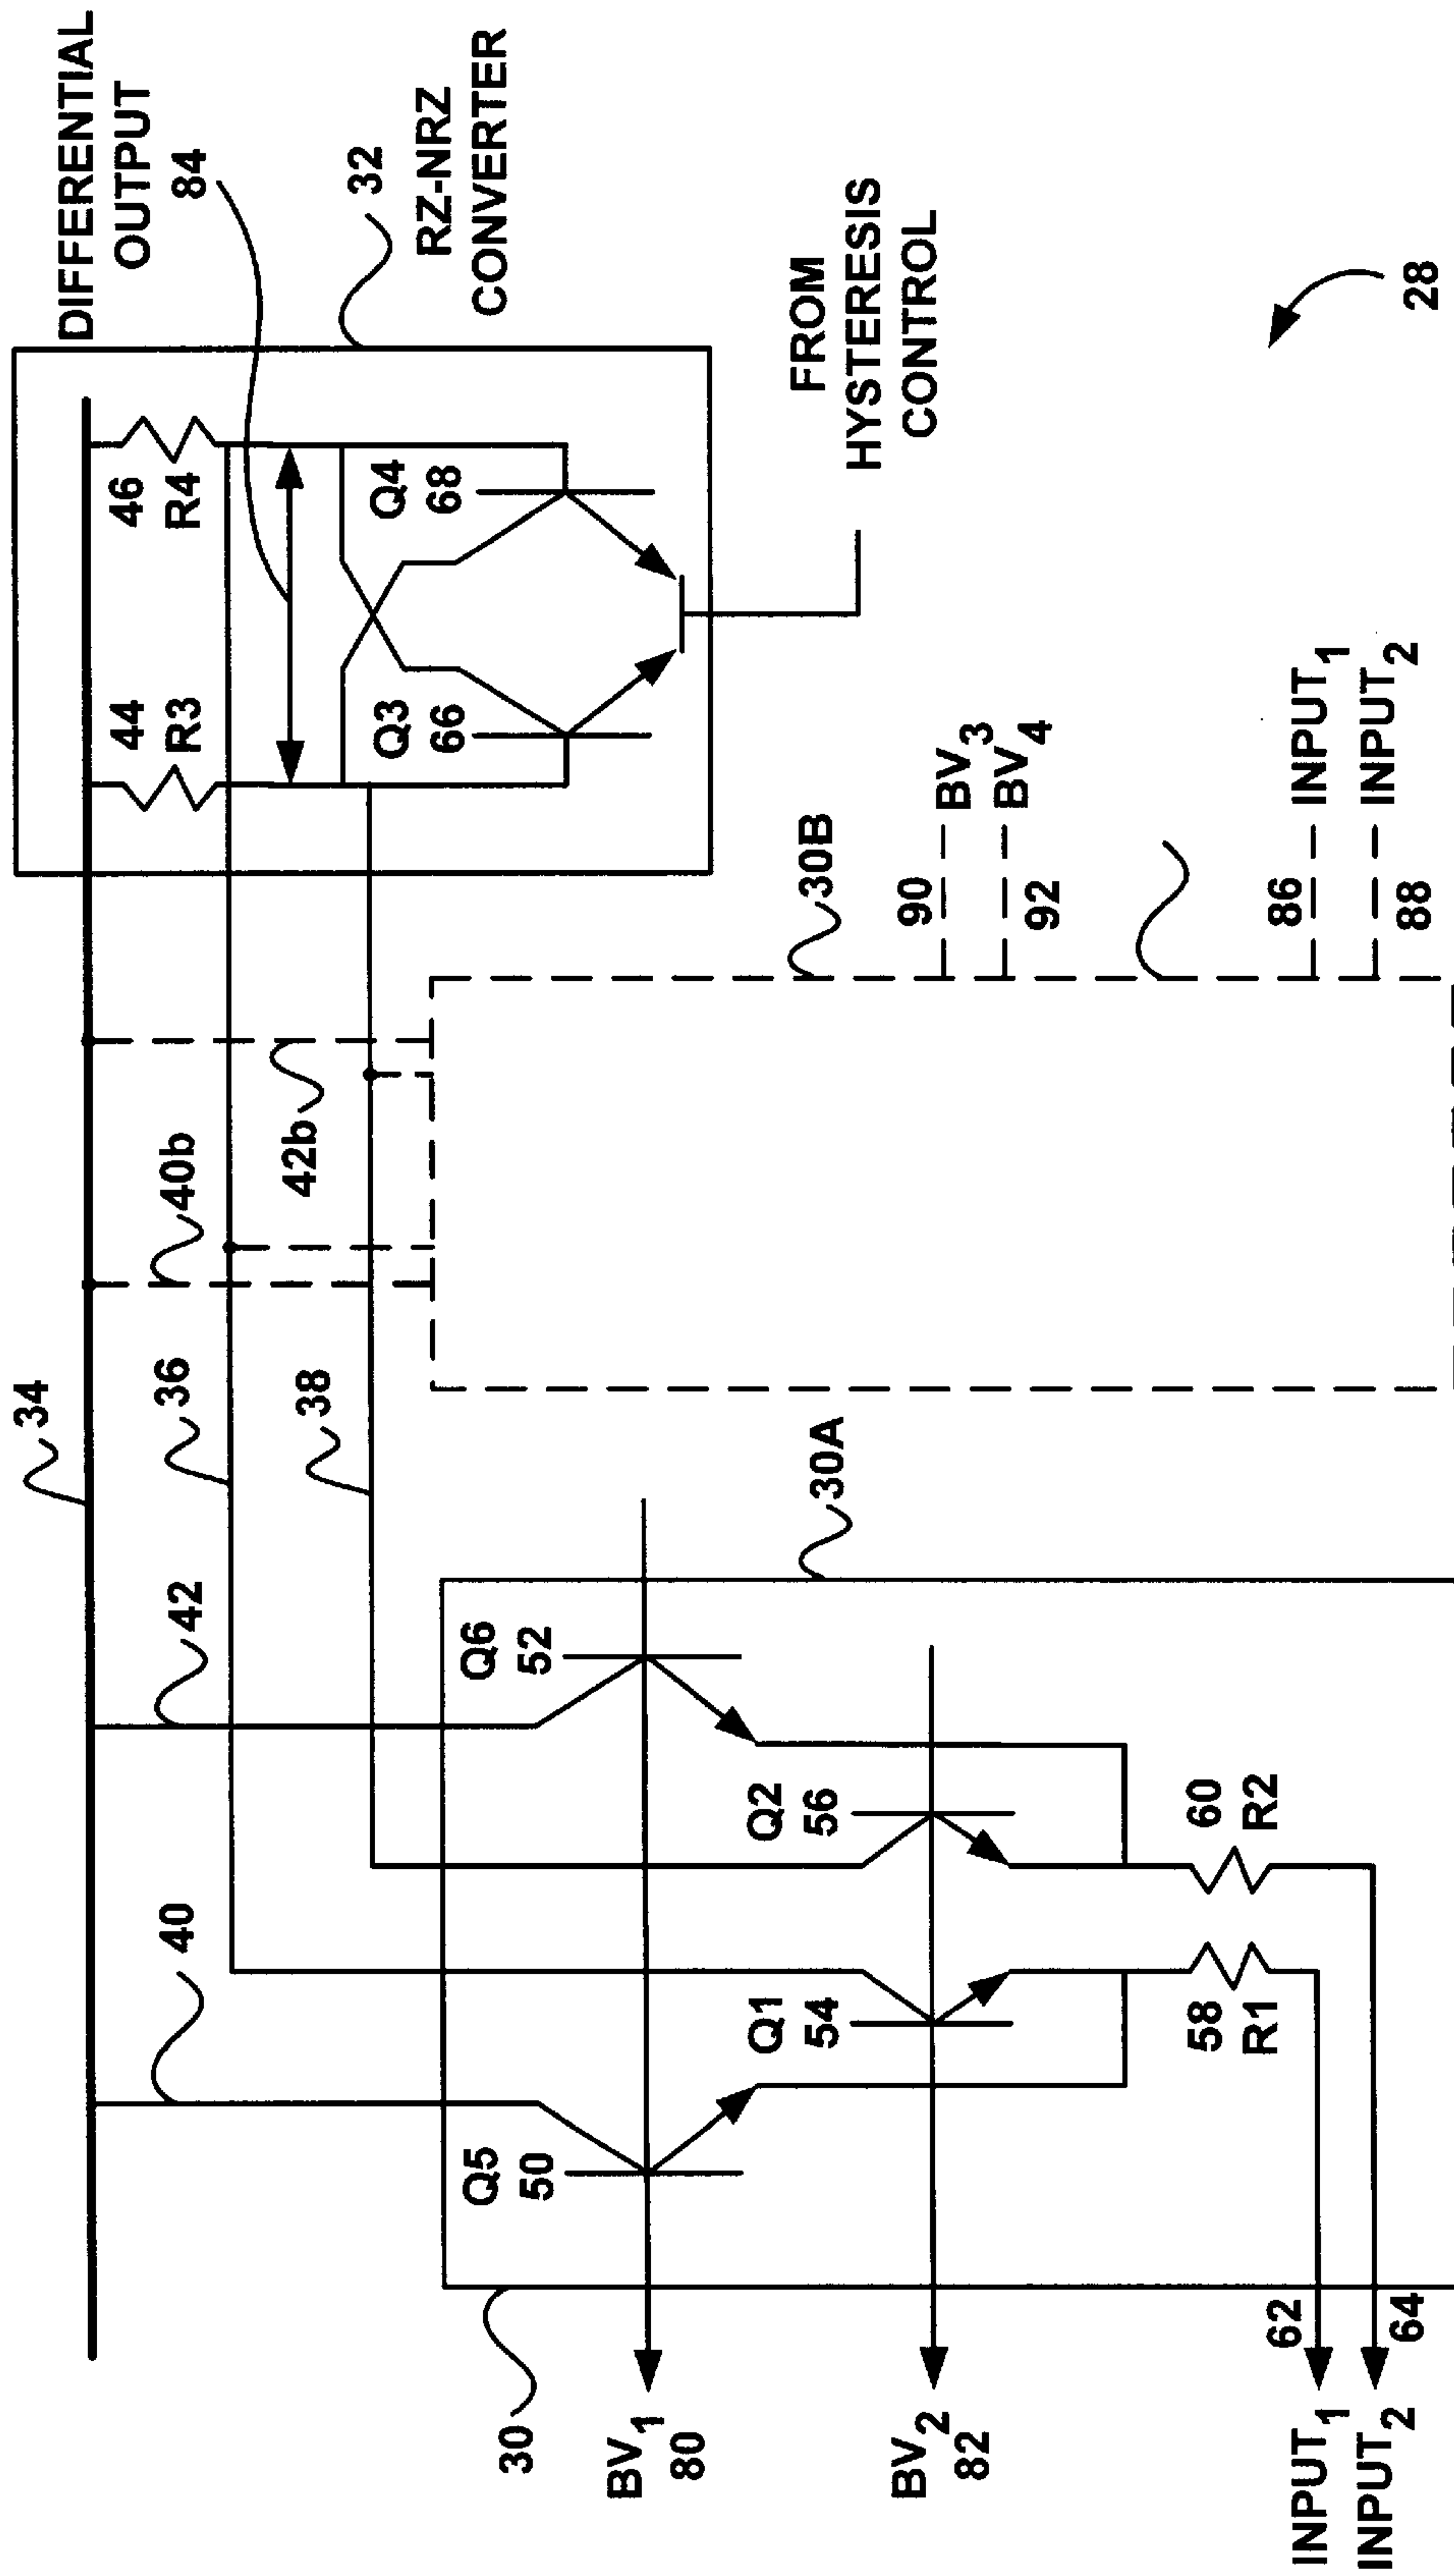 34
DIFFERENTIAL
OUTPUT
84
42
36
40b
40
38
42b
44
R3
46
R4
32
RZ-NRZ
CONVERTER
Q3
66
Q4
68
30
30A
30B
Q5
50
Q6
52
BV1
80
Q1
54
Q2
56
BV2
82
90
BV3
BV4
92
FROM
HYSTERESIS
CONTROL
58
R1
60
R2
62
INPUT1
INPUT2
64
86
INPUT1
INPUT2
88
28